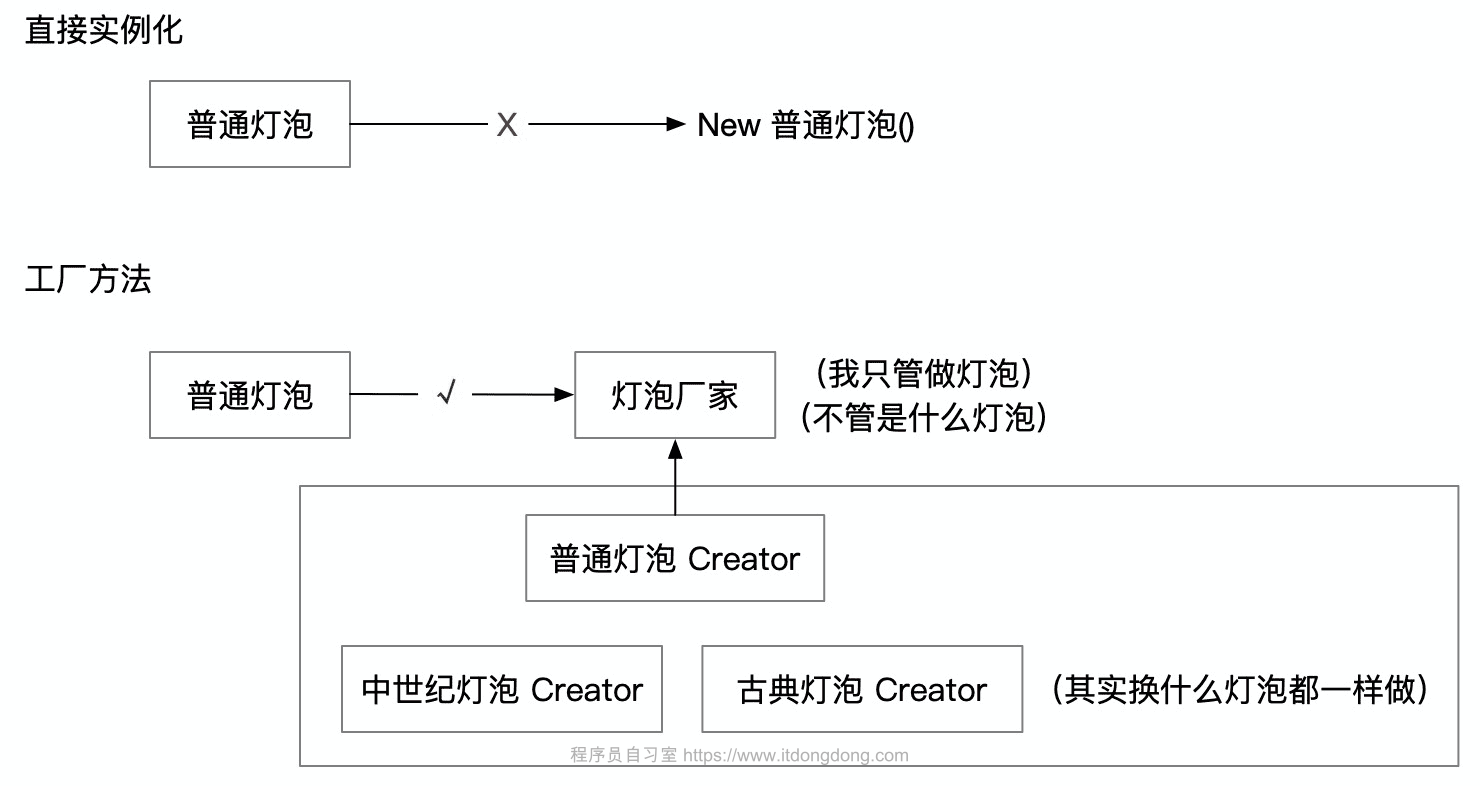 直接实例化
普通灯泡
X
New 普通灯泡()
工厂方法
普通灯泡
√
灯泡厂家
（我只管做灯泡）
（不管是什么灯泡）
普通灯泡 Creator
中世纪灯泡 Creator
古典灯泡 Creator
（其实换什么灯泡都一样做）
程序员自习室 https://www.itdongdong.com